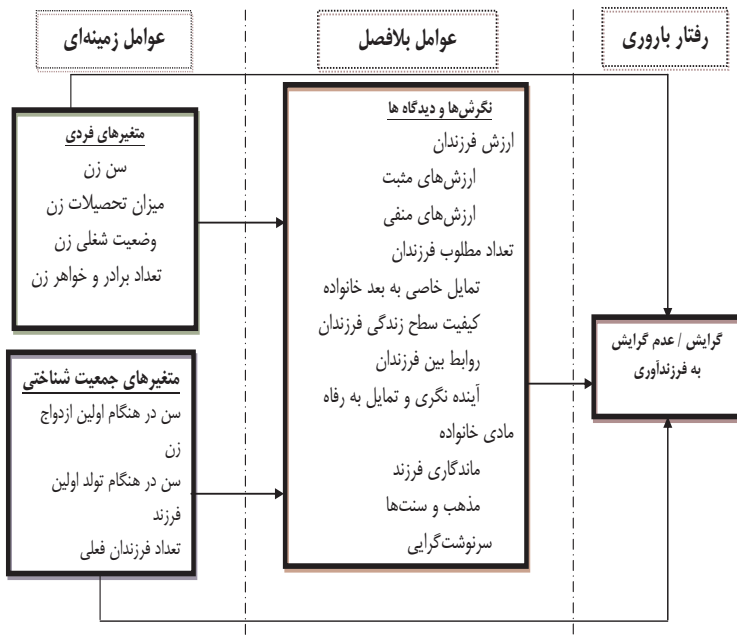 رفتار باروری
عوامل بلافصل
عوامل زمینه‌ای
متغیرهای فردی
سن زن
میزان تحصیلات زن
وضعیت شغلی زن
تعداد برادر و خواهر زن
متغیرهای جمعیت شناختی
سن در هنگام اولین ازدواج
زن
سن در هنگام تولد اولین
فرزند
تعداد فرزندان فعلی
نگرش‌ها و دیدگاه ها
ارزش فرزندان
ارزش‌های مثبت
ارزش‌های منفی
تعداد مطلوب فرزندان
تمایل خاصی به بعد خانواده
کیفیت سطح زندگی فرزندان
روابط بین فرزندان
آینده نگری و تمایل به رفاه
مادی خانواده
ماندگاری فرزند
مذهب و سنت‌ها
سرنوشت‌گرایی
گرایش / عدم گرایش
به فرزندآوری